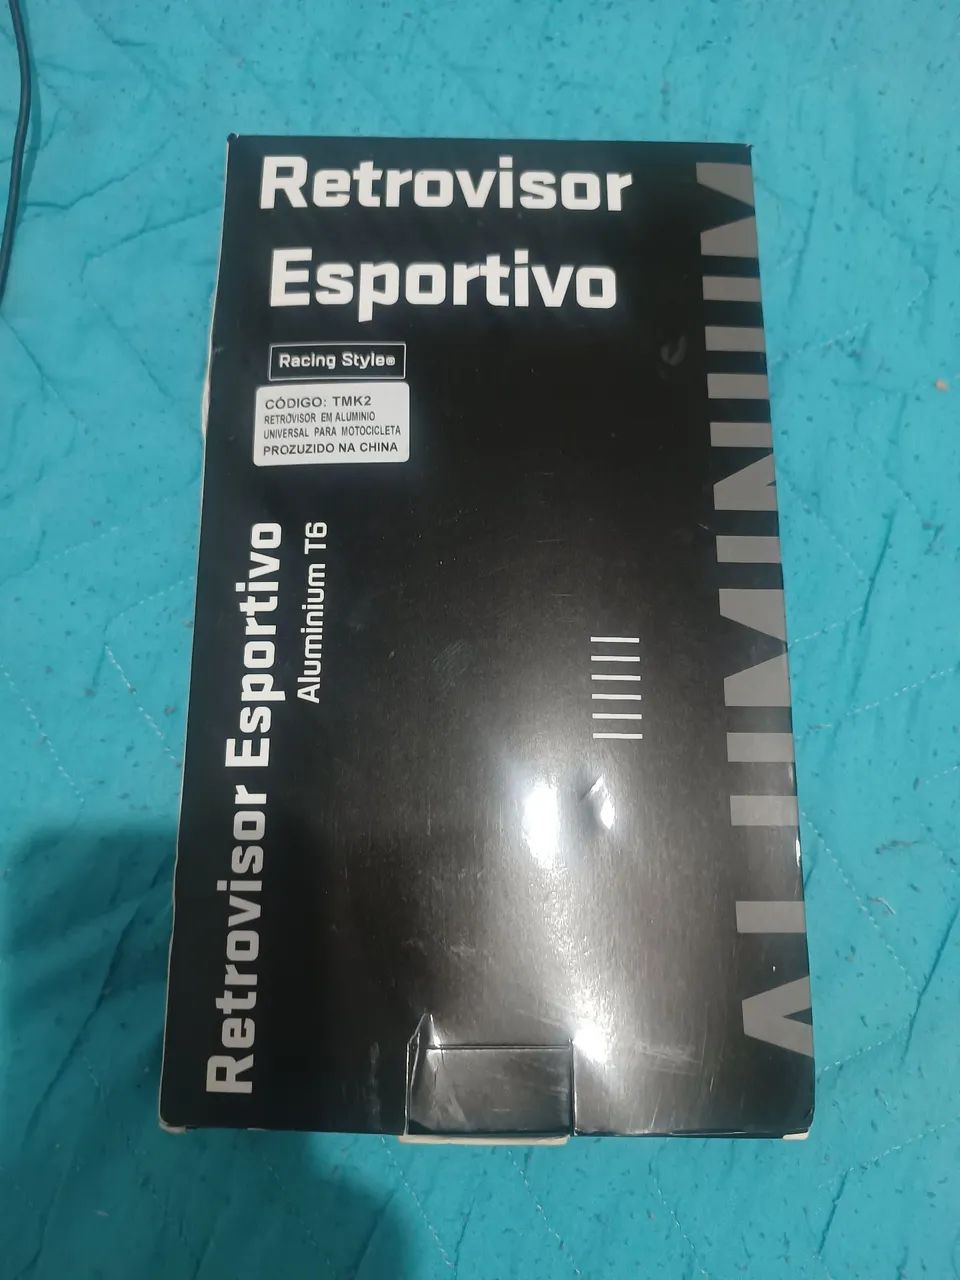 Retrovisor
Esportivo
Racing Style®
CÓDIGO: TMK2
RETROVISOR EM ALUMINIO
UNIVERSAL PARA MOTOCICLETA
PROZUZIDO NA CHINA
Retrovisor Esportivo
Aluminium T6
ALUMINIUM